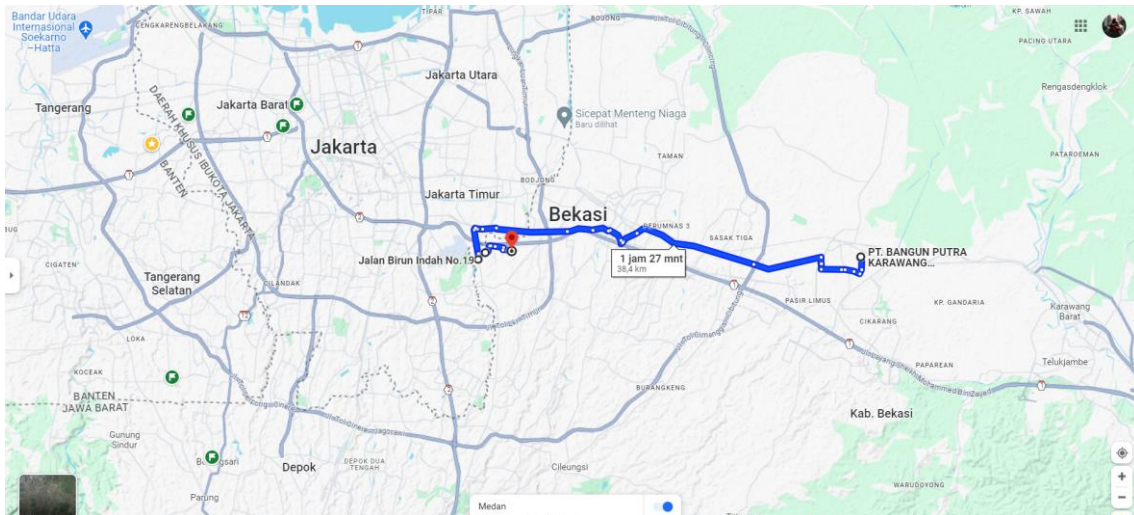 Bandar Udara
Internasional
Soekarno
–Hatta
CENGKARENGBELAKANG
TIPAR
BOJONG
KP. SAWAH
PACING UTARA
Jakarta Utara
Rengasdengklok
Tangerang
DAERAH KHUSUS IBUKOTA JAKARTA
BANTEN
Jakarta Barat
Sicepat Menteng Niaga
Baru dilihat
Jakarta
TAMAN
PATAROEMAN
BODJONG
Jakarta Timur
Bekasi
PERUMNAS 3
SASAK TIGA
Jalan Birun Indah No.19
1 jam 27 mnt
38,4 km
PT. BANGUN PUTRA
KARAWANG...
CIGATEN
Tangerang
Selatan
CILANDAK
PASIR LIMUS
KP. GANDARIA
CIKARANG
Karawang
Barat
LOKA
Telukjambe
KOCEAK
PAPAREAN
BURANGKENG
BANTEN
JAWA BARAT
Kab. Bekasi
Gunung
Sindur
Depok
DEPOK DUA
TENGAH
Cileungsi
Parung
WARUDOYONG
Medan